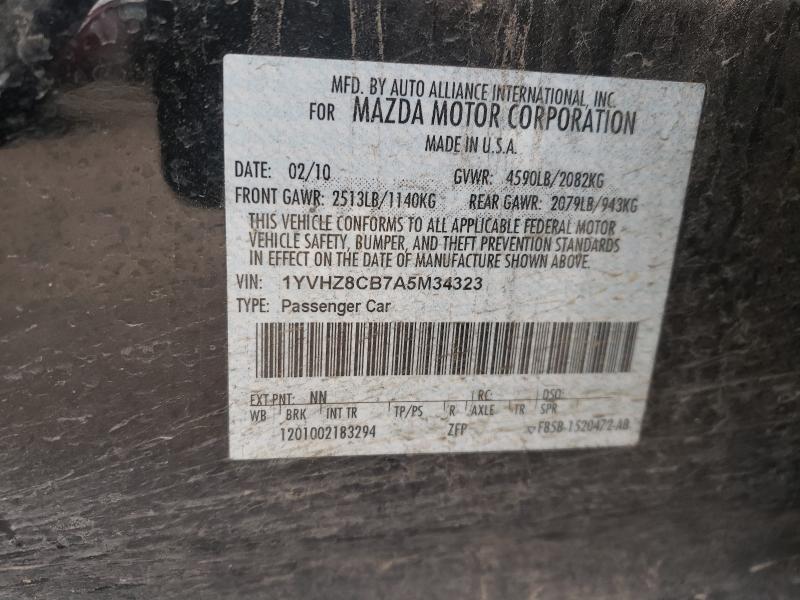 MFD. BY AUTO ALLIANCE INTERNATIONAL, INC.
FOR MAZDA MOTOR CORPORATION
MADE IN U.S.A.
DATE: 02/10 GVWR: 4590LB/2082KG
FRONT GAWR: 2513LB/1140KG REAR GAWR: 2079LB/943KG
THIS VEHICLE CONFORMS TO ALL APPLICABLE FEDERAL MOTOR
VEHICLE SAFETY, BUMPER, AND THEFT PREVENTION STANDARDS
IN EFFECT ON THE DATE OF MANUFACTURE SHOWN ABOVE.
VIN: 1YVHZ8CB7A5M34323
TYPE: Passenger Car
EXT PNT: NN RC: DSO:
WB BRK INT TR TP/PS R AXLE TR SPR
1201002183294 ZFP F85B-1520472-AB